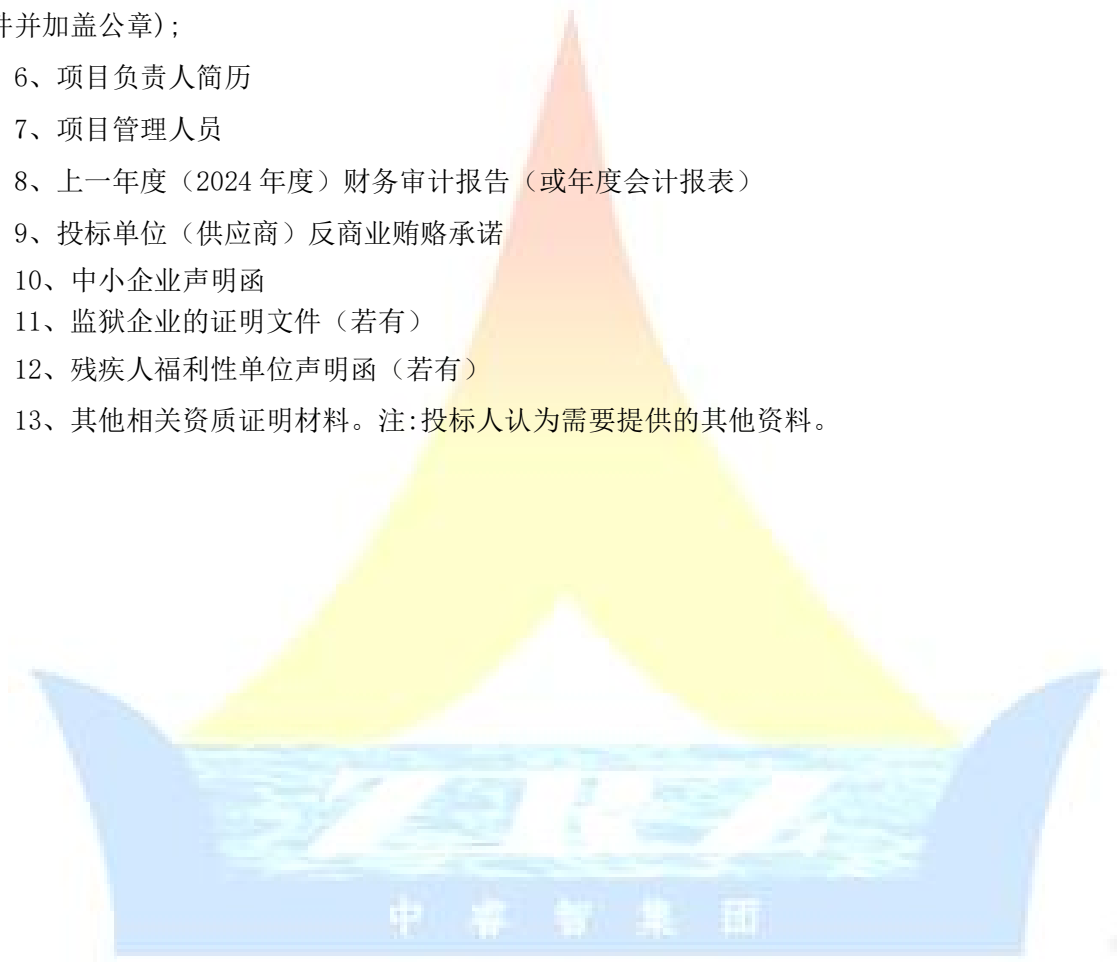 件并加盖公章);
6、项目负责人简历
7、项目管理人员
8、上一年度（2024 年度）财务审计报告（或年度会计报表）
9、投标单位（供应商）反商业贿赂承诺
10、中小企业声明函
11、监狱企业的证明文件（若有）
12、残疾人福利性单位声明函（若有）
13、其他相关资质证明材料。注:投标人认为需要提供的其他资料。
ZRZ
中睿智集团